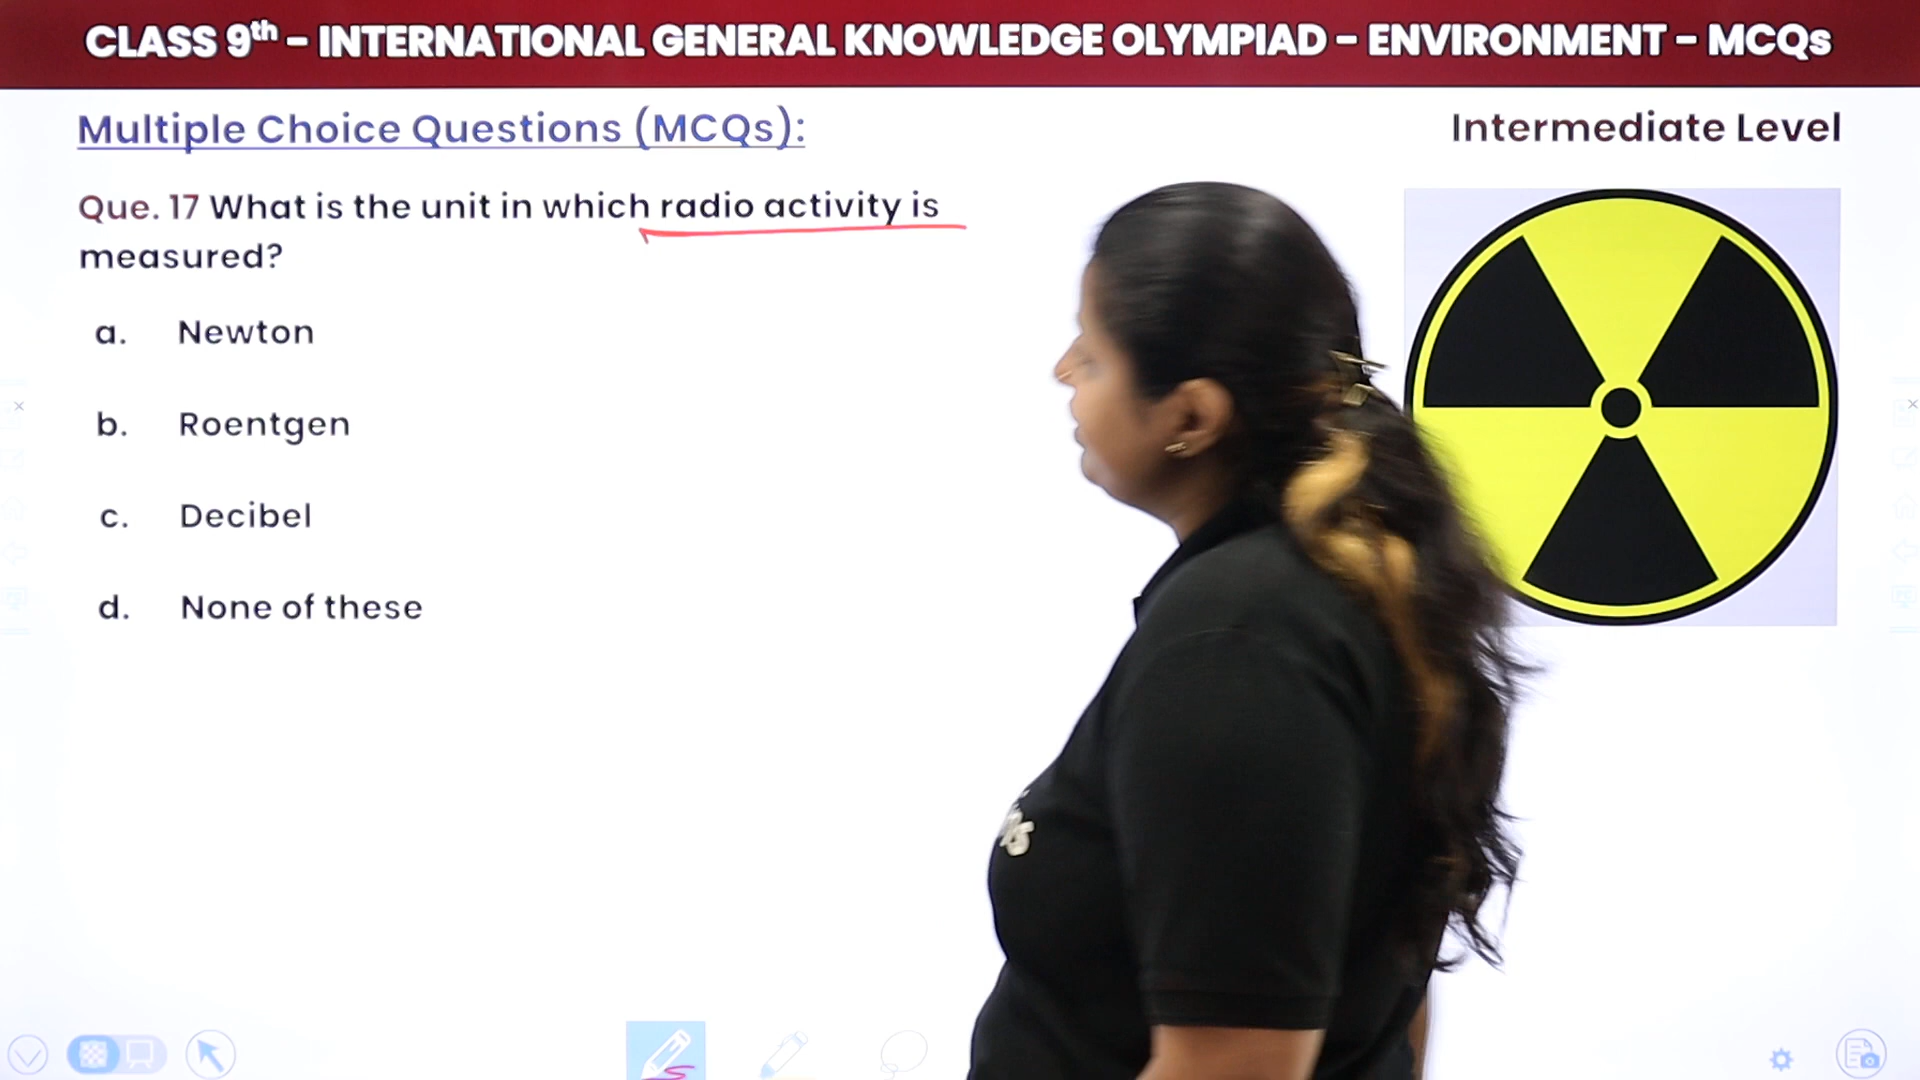 CLASS 9th - INTERNATIONAL GENERAL KNOWLEDGE OLYMPIAD - ENVIRONMENT - MCQs
Multiple Choice Questions (MCQs):
Intermediate Level
Que. 17 What is the unit in which radio activity is
measured?
a. Newton
b. Roentgen
c. Decibel
d. None of these